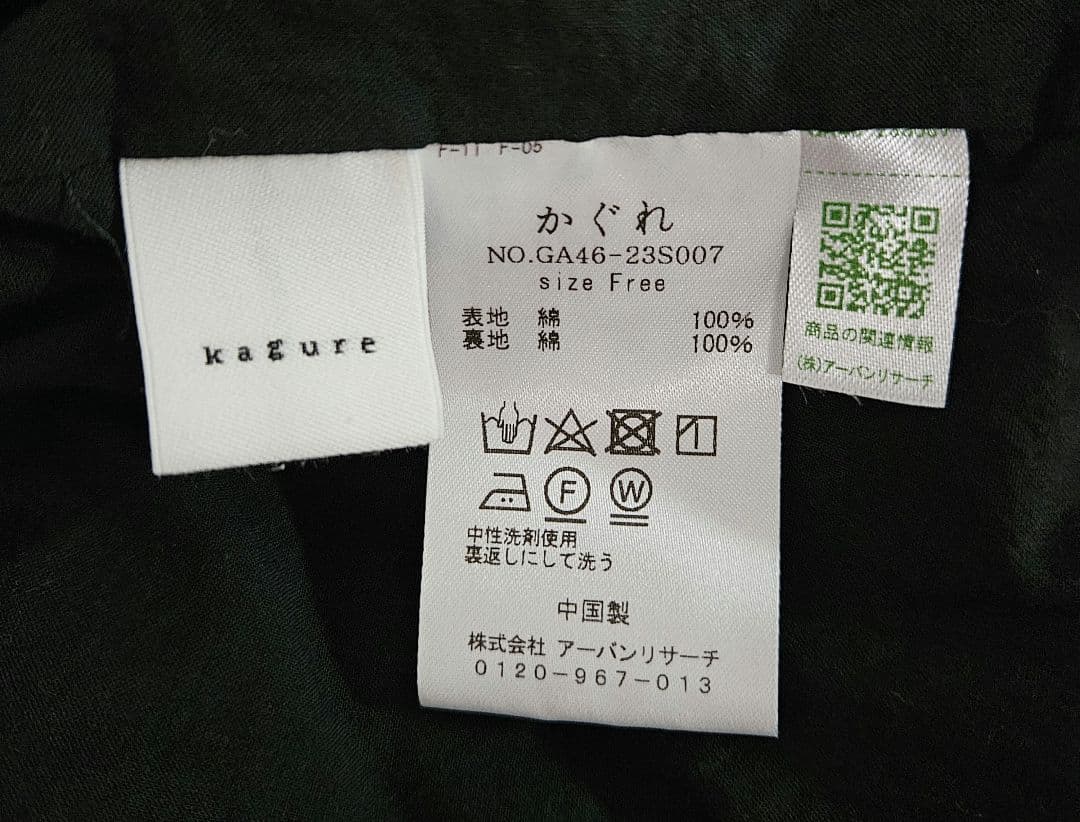 kagure
F-11 F-05
かぐれ
NO.GA46-23S007
size Free
表地 綿 100%
裏地 綿 100%
F W
中性洗剤使用
裏返しにして洗う
中国製
株式会社 アーバンリサーチ
0120-967-013
商品の関連情報
(株)アーバンリサーチ